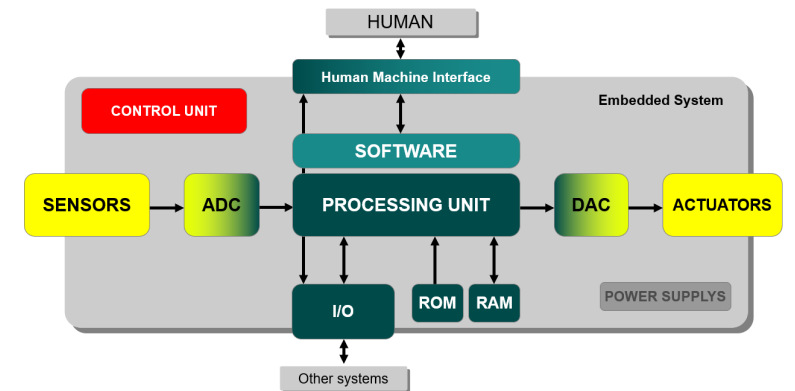 HUMAN
Human Machine Interface
Embedded System
CONTROL UNIT
SOFTWARE
SENSORS
ADC
PROCESSING UNIT
DAC
ACTUATORS
I/O
ROM
RAM
POWER SUPPLYS
Other systems